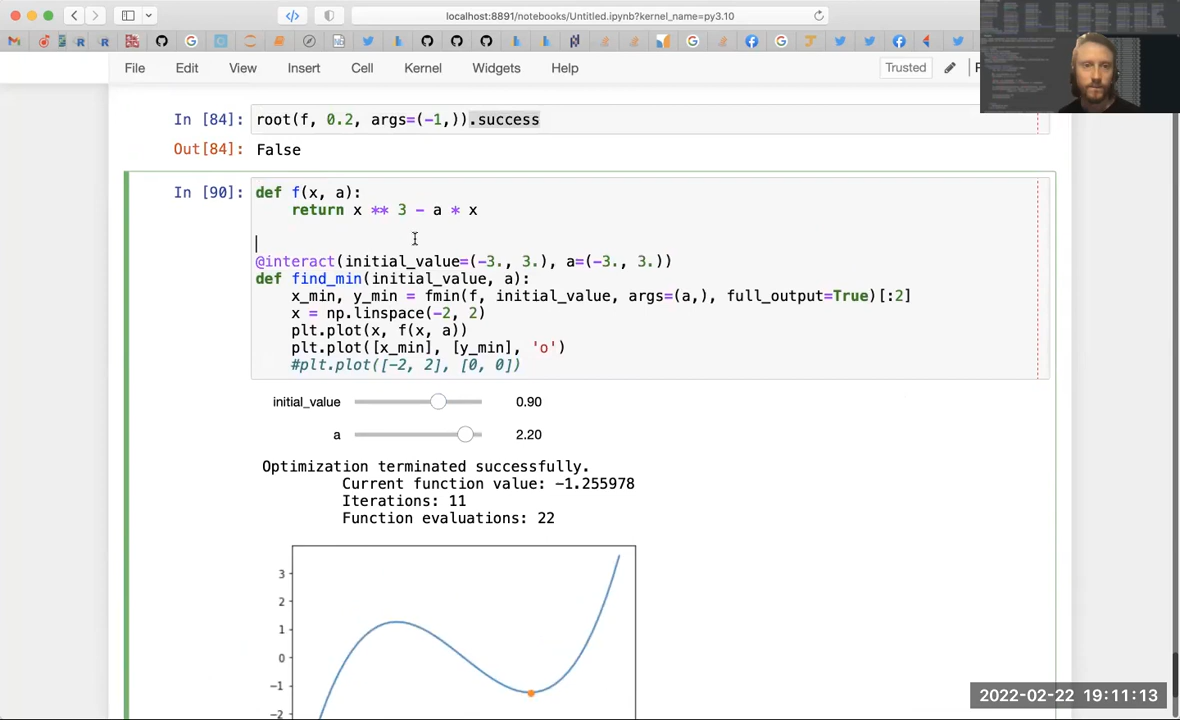 localhost:8891/notebooks/Untitled.ipynb?kernel_name=py3.10
File Edit View Insert Cell Kernel Widgets Help Trusted
In [84]: root(f, 0.2, args=(-1,)).success
Out[84]: False
In [90]: def f(x, a):
return x ** 3 - a * x
@interact(initial_value=(-3., 3.), a=(-3., 3.))
def find_min(initial_value, a):
x_min, y_min = fmin(f, initial_value, args=(a,), full_output=True)[:2]
x = np.linspace(-2, 2)
plt.plot(x, f(x, a))
plt.plot([x_min], [y_min], 'o')
#plt.plot([-2, 2], [0, 0])
initial_value 0.90
a 2.20
Optimization terminated successfully.
Current function value: -1.255978
Iterations: 11
Function evaluations: 22
3
2
1
0
-1
-2
2022-02-22 19:11:13